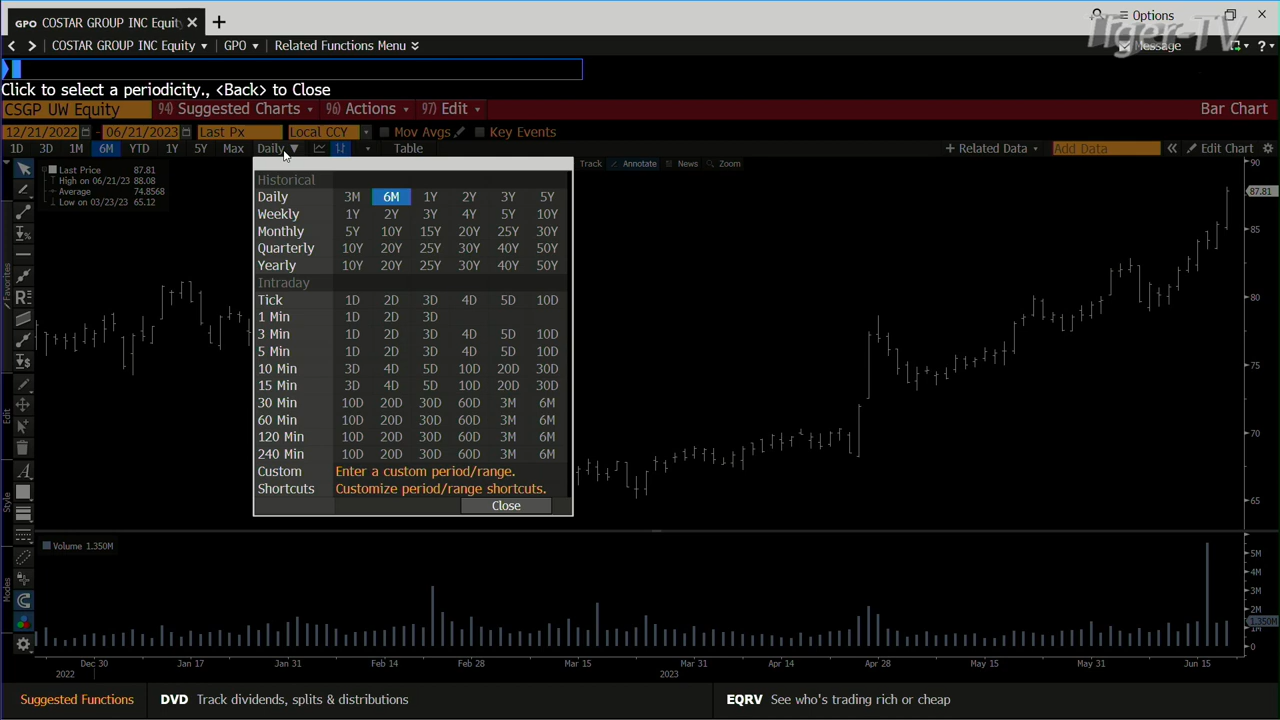 GPO COSTAR GROUP INC Equity × +
Options
Tiger-TV
COSTAR GROUP INC Equity GPO Related Functions Menu Message ?
Click to select a periodicity., <Back> to Close
CSGP UW Equity 94) Suggested Charts 96) Actions 97) Edit Bar Chart
12/21/2022 - 06/21/2023 Last Px Local CCY Mov Avgs Key Events
1D 3D 1M 6M YTD 1Y 5Y Max Daily Table + Related Data Add Data Edit Chart
Track Annotate News Zoom
Last Price 87.81
High on 06/21/23 88.08
Average 74.8568
Low on 03/23/23 65.12
Historical
Daily 3M 6M 1Y 2Y 3Y 5Y
Weekly 1Y 2Y 3Y 4Y 5Y 10Y
Monthly 5Y 10Y 15Y 20Y 25Y 30Y
Quarterly 10Y 20Y 25Y 30Y 40Y 50Y
Yearly 10Y 20Y 25Y 30Y 40Y 50Y
Intraday
Tick 1D 2D 3D 4D 5D 10D
1 Min 1D 2D 3D
3 Min 1D 2D 3D 4D 5D 10D
5 Min 1D 2D 3D 4D 5D 10D
10 Min 3D 4D 5D 10D 20D 30D
15 Min 3D 4D 5D 10D 20D 30D
30 Min 10D 20D 30D 60D 3M 6M
60 Min 10D 20D 30D 60D 3M 6M
120 Min 10D 20D 30D 60D 3M 6M
240 Min 10D 20D 30D 60D 3M 6M
Custom Enter a custom period/range.
Shortcuts Customize period/range shortcuts.
Close
90
87.81
85
80
75
70
65
Favorites
Edit
Style
Modes
Volume 1.350M
5M
4M
3M
2M
1.350M
1M
0
Dec 30 Jan 17 Jan 31 Feb 14 Feb 28 Mar 15 Mar 31 Apr 14 Apr 28 May 15 May 31 Jun 15
2022 2023
Suggested Functions DVD Track dividends, splits & distributions EQRV See who's trading rich or cheap